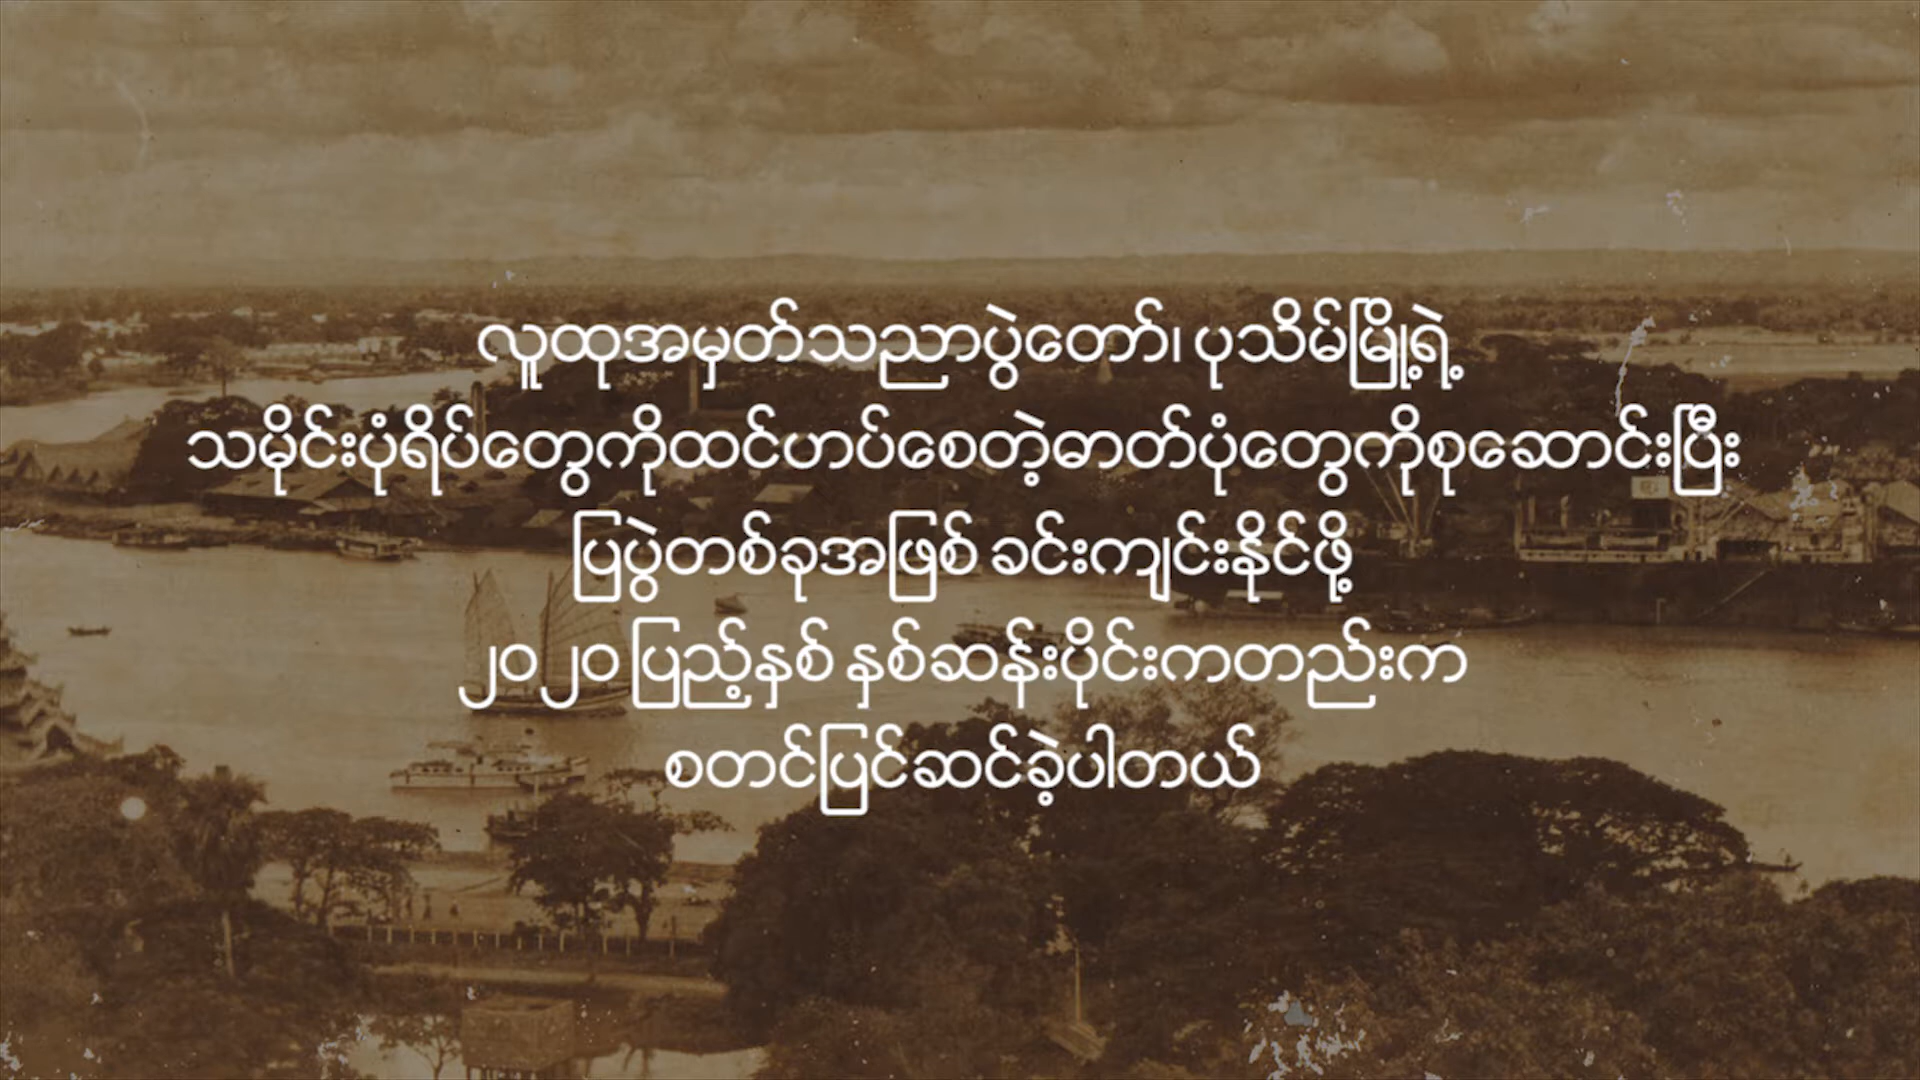 လူထုအမှတ်သညာပွဲတော်၊ ပုသိမ်မြို့ရဲ့
သမိုင်းပုံရိပ်တွေကိုထင်ဟပ်စေတဲ့ဓာတ်ပုံတွေကိုစုဆောင်းပြီး
ပြပွဲတစ်ခုအဖြစ် ခင်းကျင်းနိုင်ဖို့
၂၀၂၀ ပြည့်နှစ် နှစ်ဆန်းပိုင်းကတည်းက
စတင်ပြင်ဆင်ခဲ့ပါတယ်